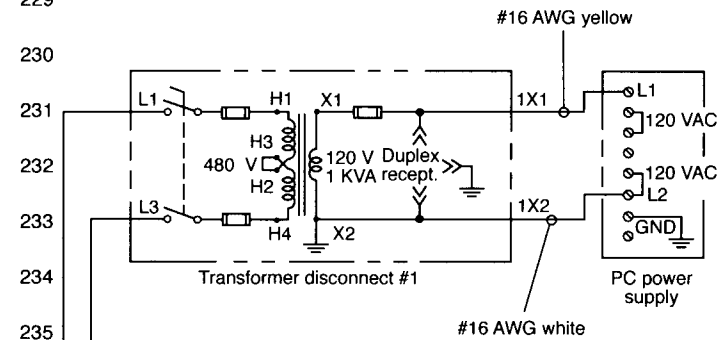 229
#16 AWG yellow
230
L1 H1 X1 1X1 L1
231
120 VAC
H3
232
480 V 120 V Duplex 120 VAC
H2 1 KVA recept. L2
L3 1X2
233
H4 X2 GND
234
Transformer disconnect #1 PC power
supply
235
#16 AWG white